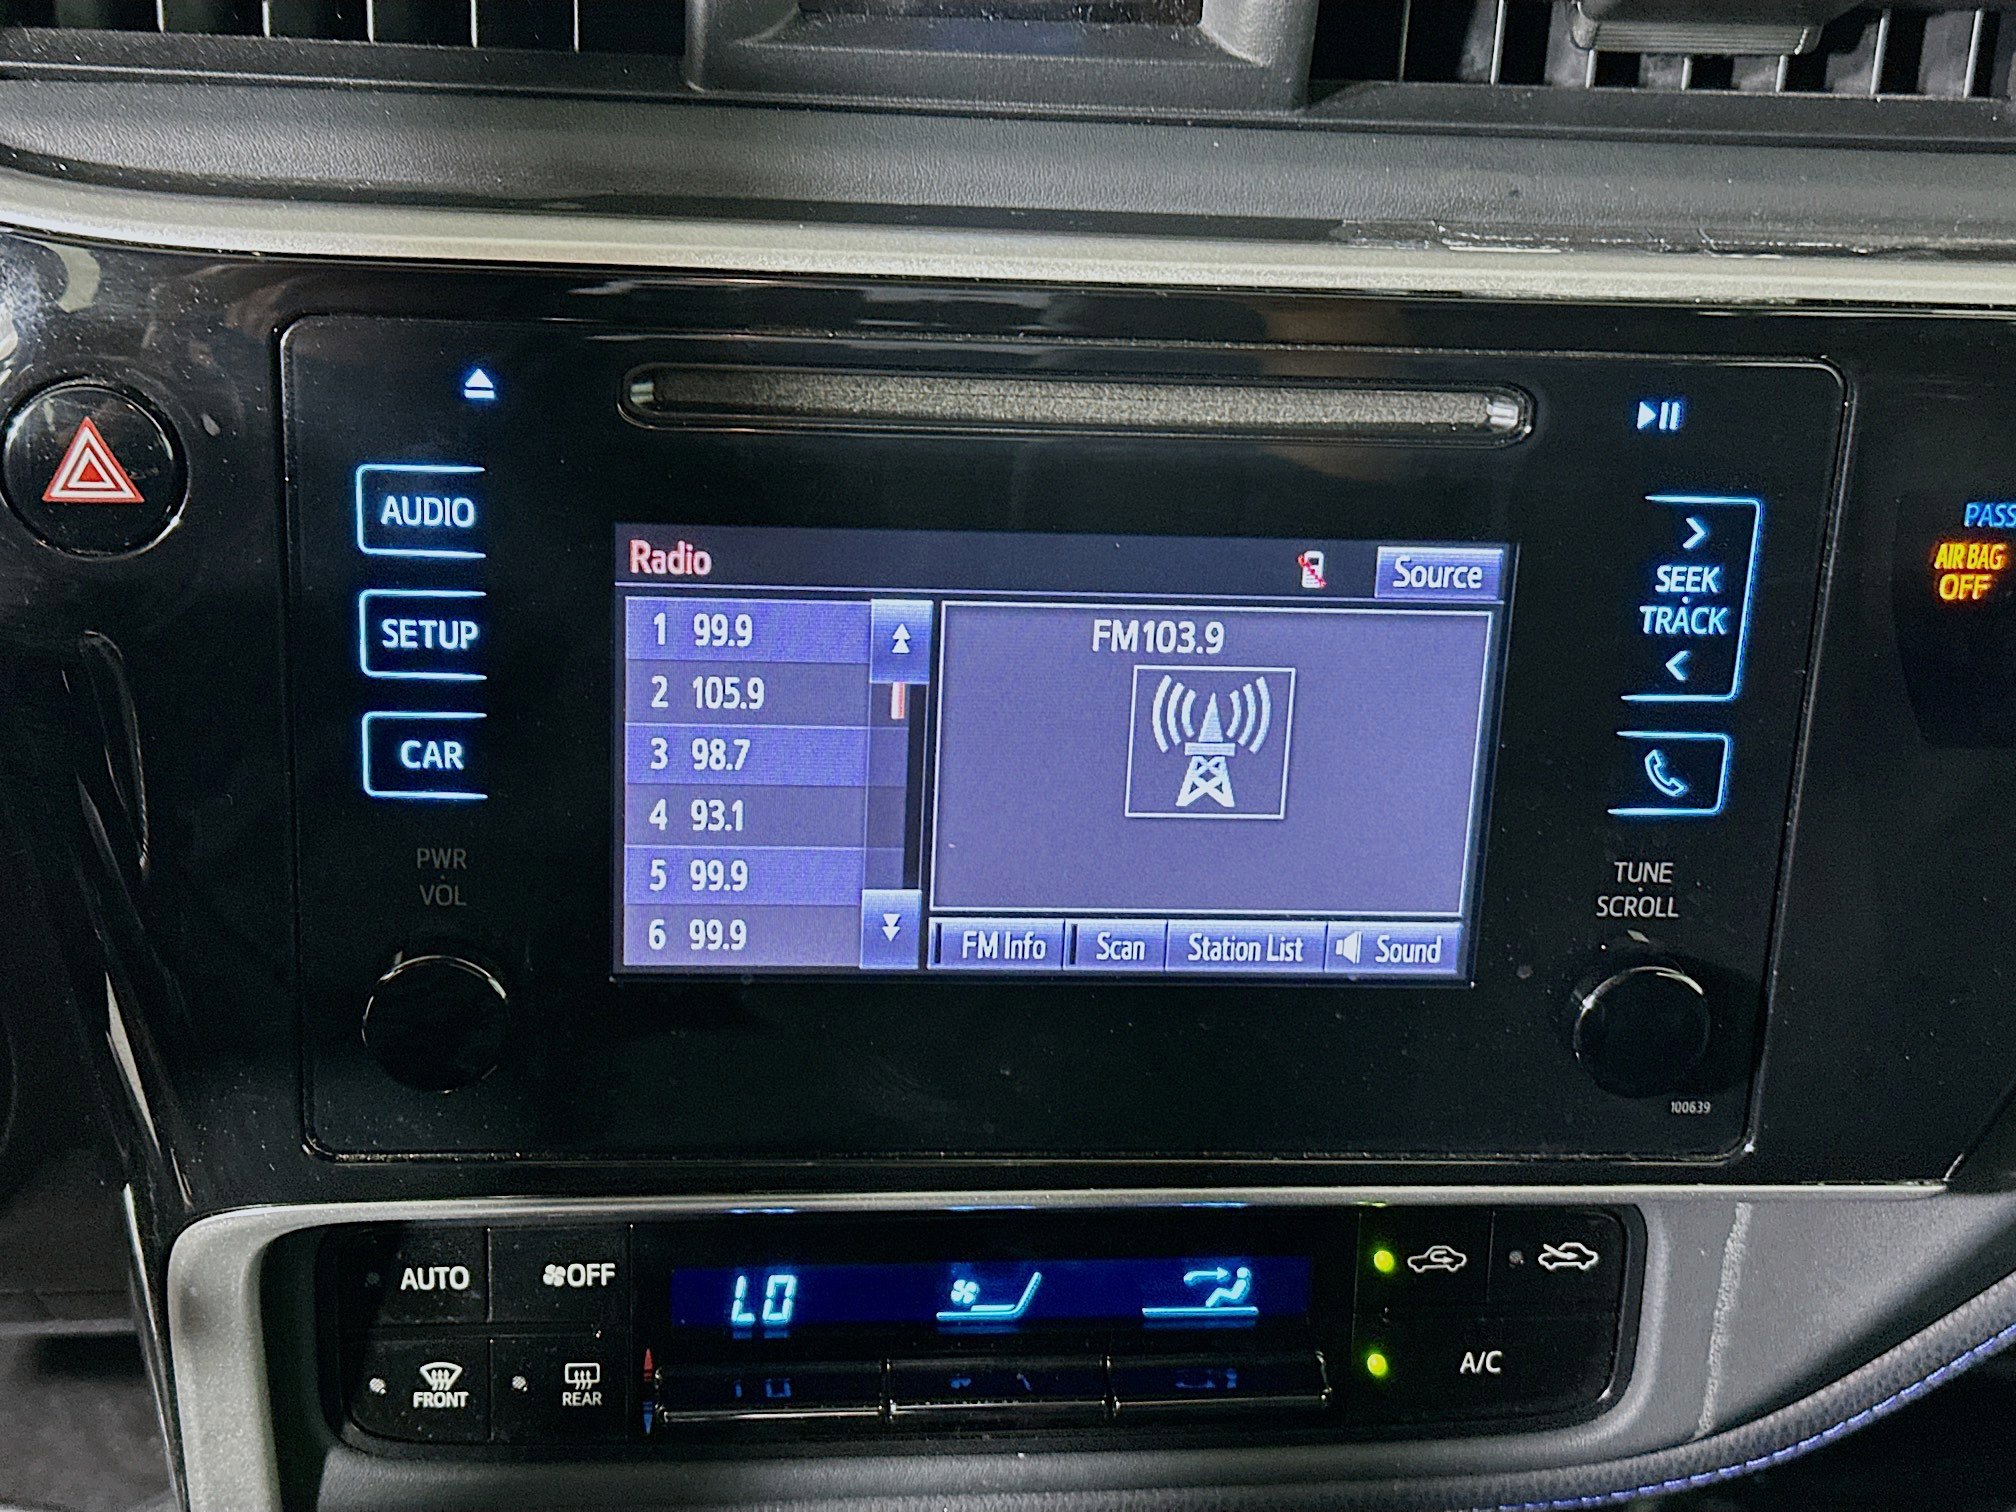 AUDIO
SETUP
CAR
PWR
VOL
Radio
Source
1 99.9
2 105.9
3 98.7
4 93.1
5 99.9
6 99.9
FM103.9
FM Info
Scan
Station List
Sound
SEEK
TRACK
TUNE
SCROLL
100639
PASS
AIR BAG
OFF
AUTO
OFF
LO
FRONT
REAR
A/C